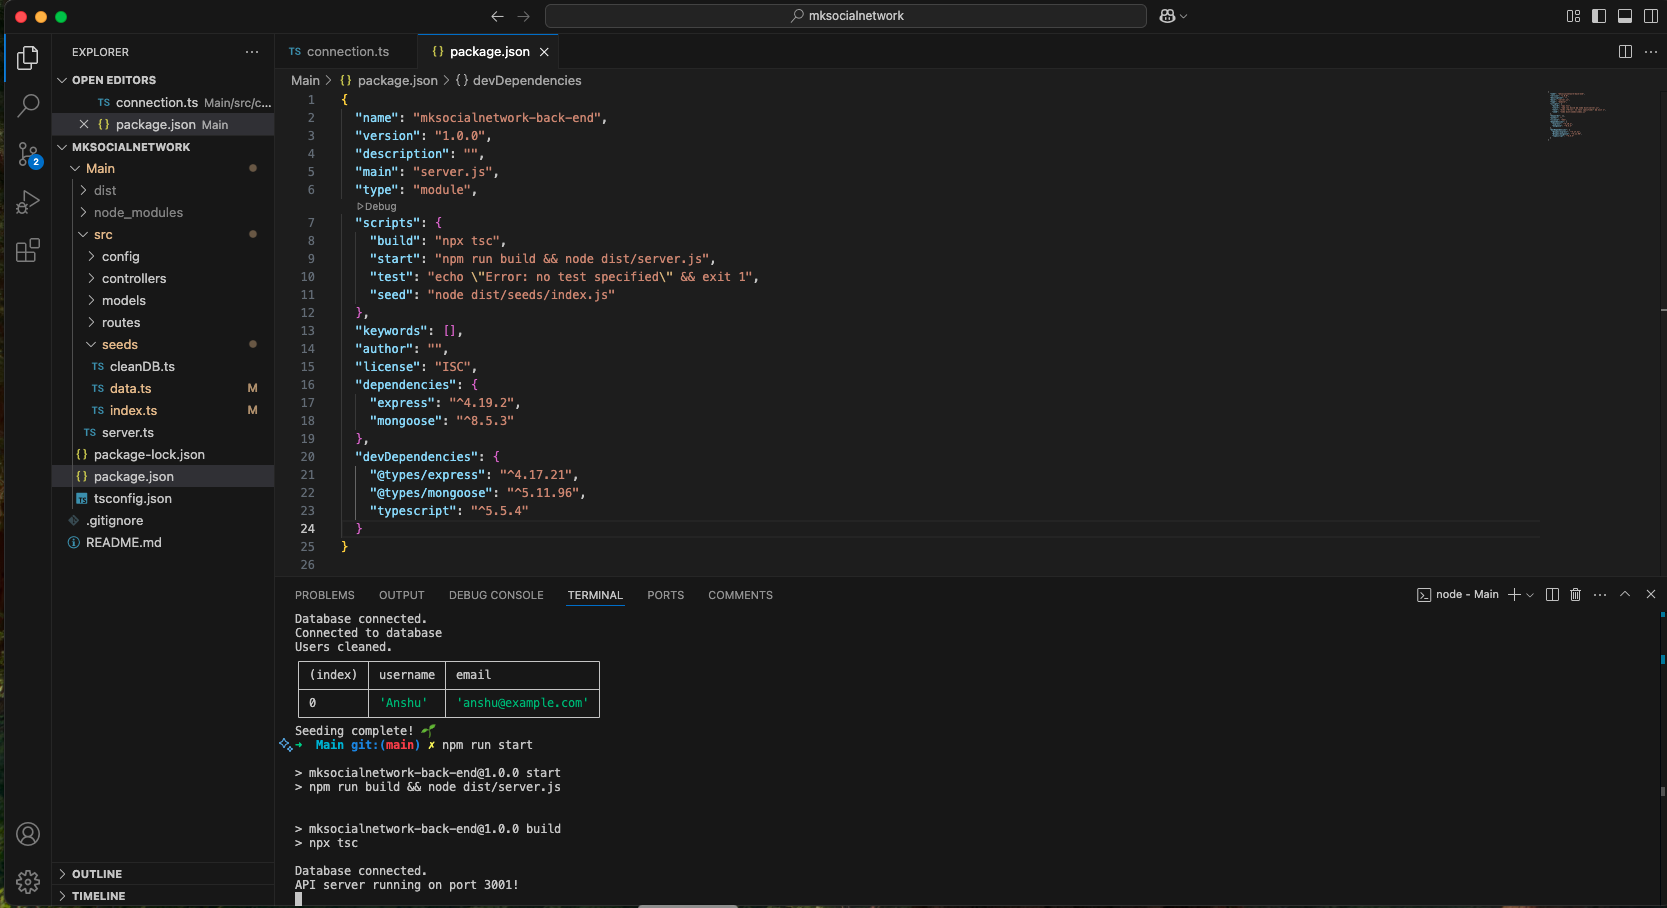 mksocialnetwork
EXPLORER
OPEN EDITORS
TS connection.ts Main/src/c...
{} package.json Main
MKSOCIALNETWORK
Main
dist
node_modules
src
config
controllers
models
routes
seeds
TS cleanDB.ts
TS data.ts M
TS index.ts M
TS server.ts
{} package-lock.json
{} package.json
TS tsconfig.json
.gitignore
README.md
OUTLINE
TIMELINE
2
TS connection.ts
{} package.json
Main > {} package.json > {} devDependencies
1 {
2 "name": "mksocialnetwork-back-end",
3 "version": "1.0.0",
4 "description": "",
5 "main": "server.js",
6 "type": "module",
Debug
7 "scripts": {
8 "build": "npx tsc",
9 "start": "npm run build && node dist/server.js",
10 "test": "echo \"Error: no test specified\" && exit 1",
11 "seed": "node dist/seeds/index.js"
12 },
13 "keywords": [],
14 "author": "",
15 "license": "ISC",
16 "dependencies": {
17 "express": "^4.19.2",
18 "mongoose": "^8.5.3"
19 },
20 "devDependencies": {
21 "@types/express": "^4.17.21",
22 "@types/mongoose": "^5.11.96",
23 "typescript": "^5.5.4"
24 }
25 }
26
PROBLEMS OUTPUT DEBUG CONSOLE TERMINAL PORTS COMMENTS
node - Main
Database connected.
Connected to database
Users cleaned.
(index) username email
0 'Anshu' 'anshu@example.com'
Seeding complete! 🌱
➜ Main git:(main) ✗ npm run start
> mksocialnetwork-back-end@1.0.0 start
> npm run build && node dist/server.js
> mksocialnetwork-back-end@1.0.0 build
> npx tsc
Database connected.
API server running on port 3001!